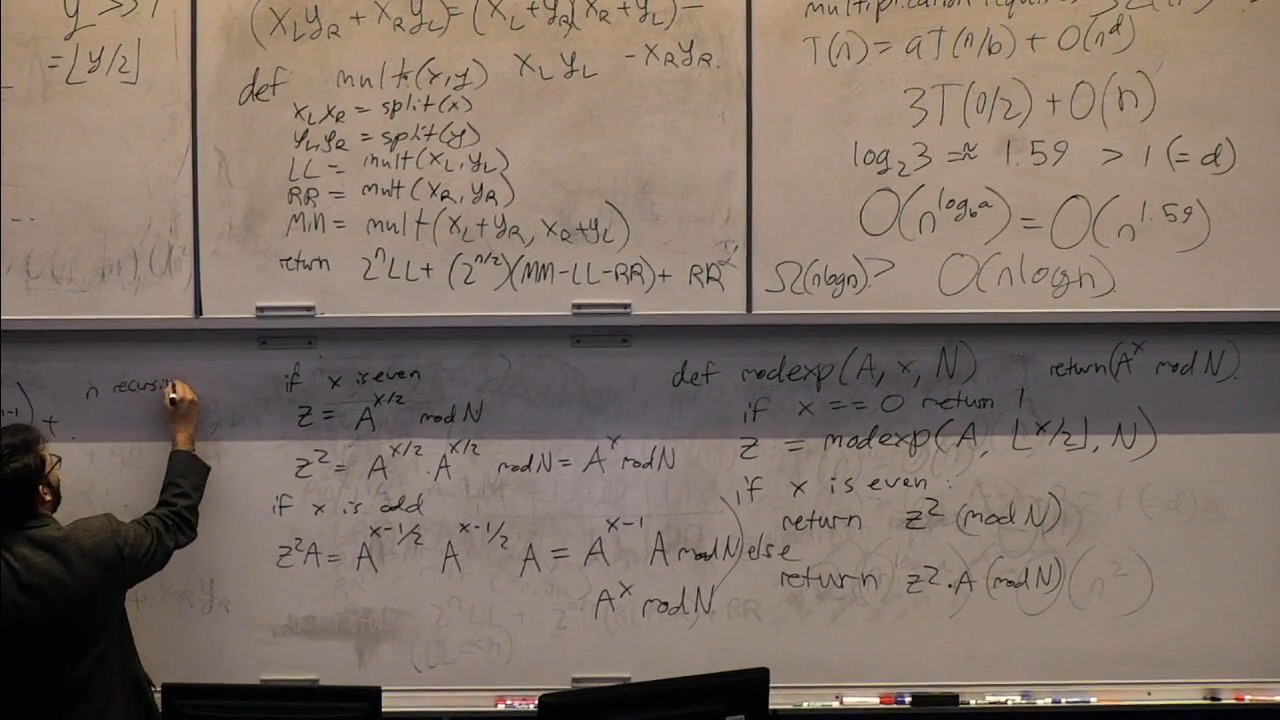 y >> 1
= ⌊y/2⌋
(x_L y_R + x_R y_L) = (x_L + y_R)(x_R + y_L) -
x_L y_L - x_R y_R.
def mult(x,y)
x_L x_R = split(x)
y_L y_R = split(y)
LL = mult(x_L, y_L)
RR = mult(x_R, y_R)
MM = mult(x_L+y_R, x_R+y_L)
return 2^n LL + (2^{n/2})(MM-LL-RR) + RR
multiplication
T(n) = aT(n/b) + O(n^d)
3T(n/2) + O(n)
log_2 3 ≈ 1.59 > 1 (= d)
O(n^{log_b a}) = O(n^{1.59})
Ω(n log n)? O(n log n)
n recursi
+
if x is even
z = A^{x/2} mod N
z^2 = A^{x/2} . A^{x/2} mod N = A^x mod N
if x is odd
z^2 A = A^{x-1/2} A^{x-1/2} A = A^{x-1} A mod N
A^x mod N
def modexp(A, x, N) return(A^x mod N).
if x == 0 return 1
z = modexp(A, ⌊x/2⌋, N)
if x is even :
return z^2 (mod N)
else
return z^2 . A (mod N)